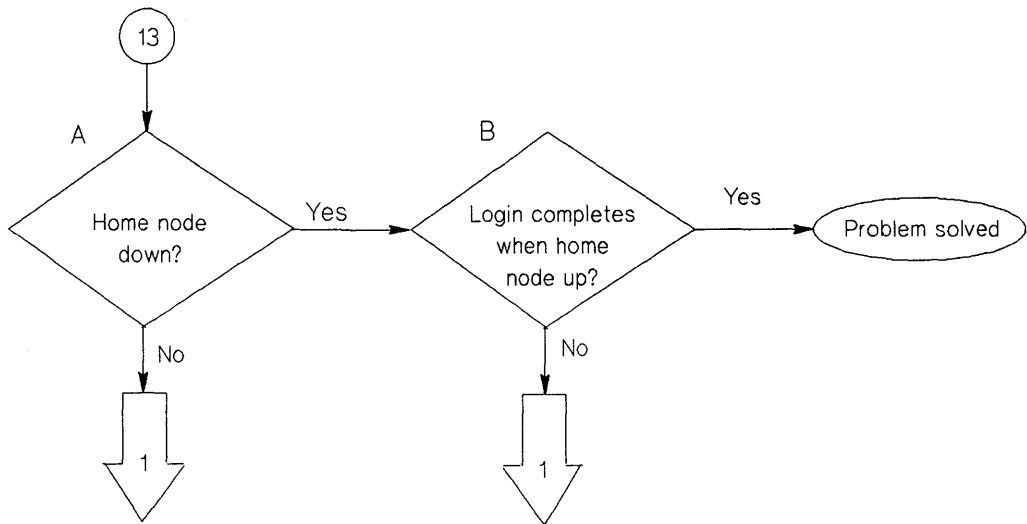 13
A
Home node
down?
Yes
B
Login completes
when home
node up?
Yes
Problem solved
No
1
No
1